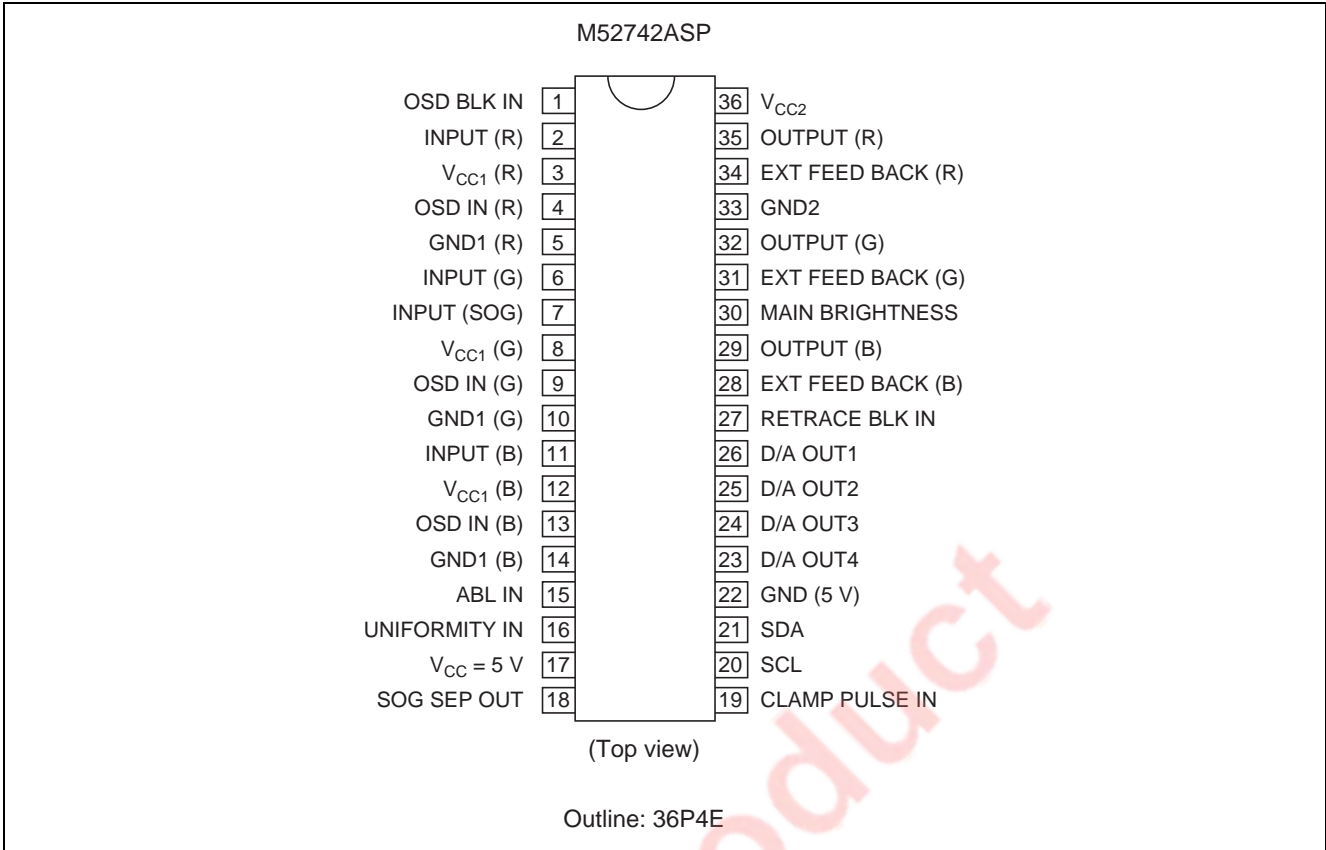 M52742ASP
OSD BLK IN 1 36 VCC2
INPUT (R) 2 35 OUTPUT (R)
VCC1 (R) 3 34 EXT FEED BACK (R)
OSD IN (R) 4 33 GND2
GND1 (R) 5 32 OUTPUT (G)
INPUT (G) 6 31 EXT FEED BACK (G)
INPUT (SOG) 7 30 MAIN BRIGHTNESS
VCC1 (G) 8 29 OUTPUT (B)
OSD IN (G) 9 28 EXT FEED BACK (B)
GND1 (G) 10 27 RETRACE BLK IN
INPUT (B) 11 26 D/A OUT1
VCC1 (B) 12 25 D/A OUT2
OSD IN (B) 13 24 D/A OUT3
GND1 (B) 14 23 D/A OUT4
ABL IN 15 22 GND (5 V)
UNIFORMITY IN 16 21 SDA
VCC = 5 V 17 20 SCL
SOG SEP OUT 18 19 CLAMP PULSE IN
(Top view)
Outline: 36P4E